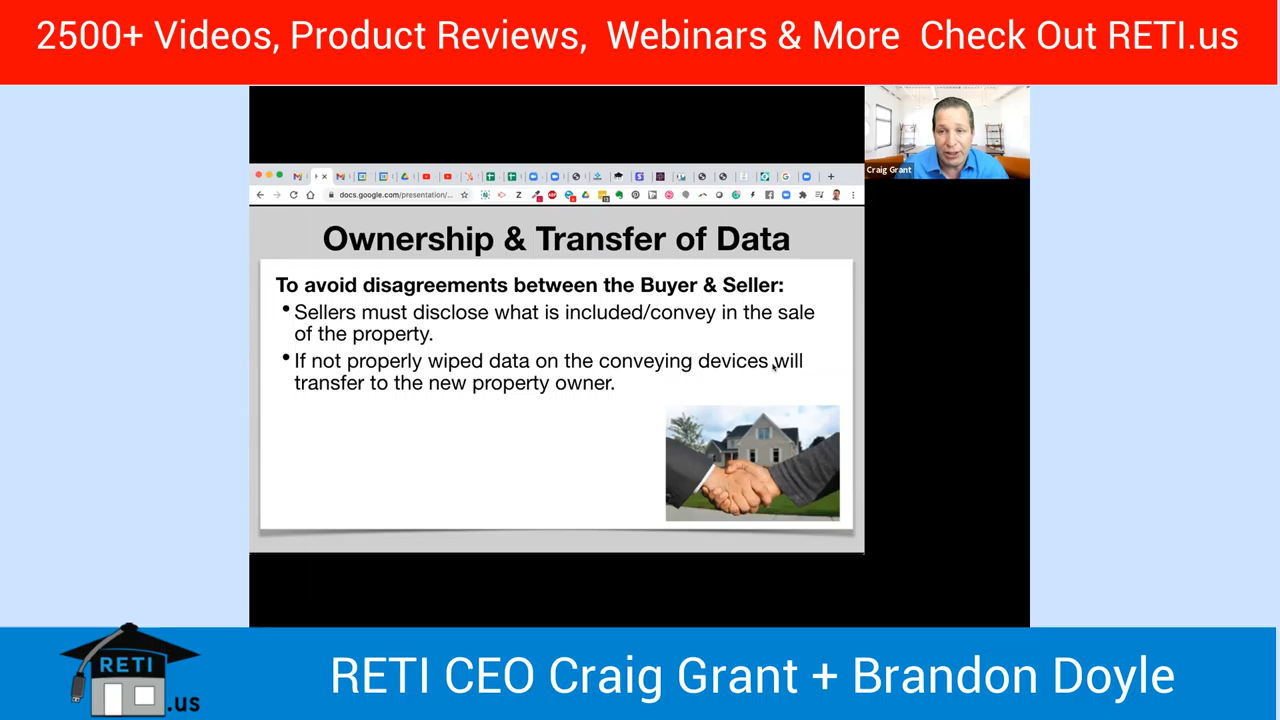 2500+ Videos, Product Reviews,  Webinars & More  Check Out RETI.us
Craig Grant
docs.google.com/presentation/...
Ownership & Transfer of Data
To avoid disagreements between the Buyer & Seller:
• Sellers must disclose what is included/convey in the sale
of the property.
• If not properly wiped data on the conveying devices will
transfer to the new property owner.
RETI
.us
RETI CEO Craig Grant + Brandon Doyle